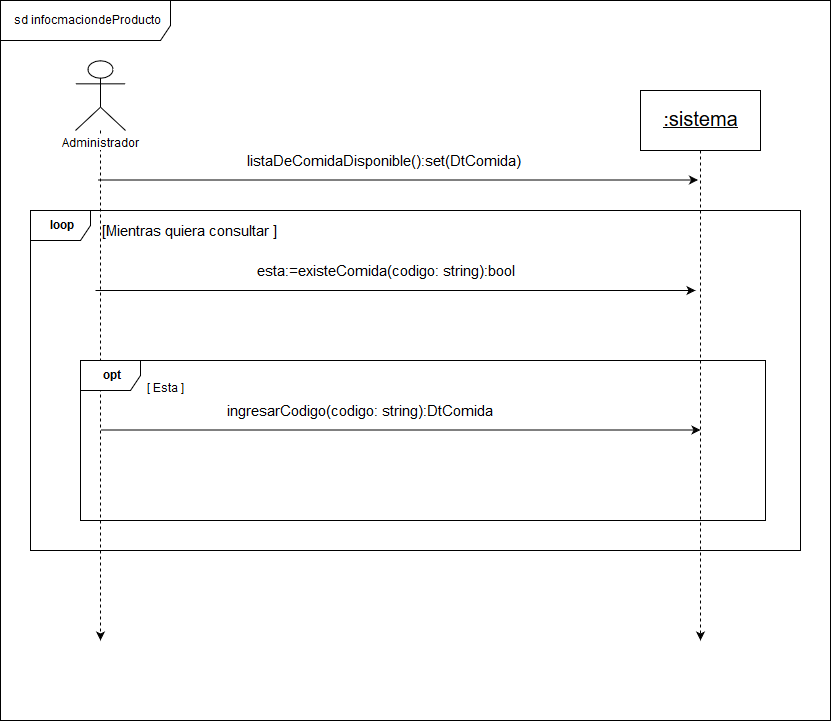 sd infocmaciondeProducto
Administrador
:sistema
listaDeComidaDisponible():set(DtComida)
loop
[Mientras quiera consultar ]
esta:=existeComida(codigo: string):bool
opt
[ Esta ]
ingresarCodigo(codigo: string):DtComida